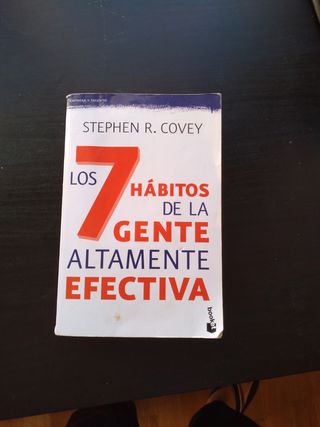 STEPHEN R. COVEY
LOS 7 HÁBITOS
DE LA
GENTE
ALTAMENTE
EFECTIVA
booket